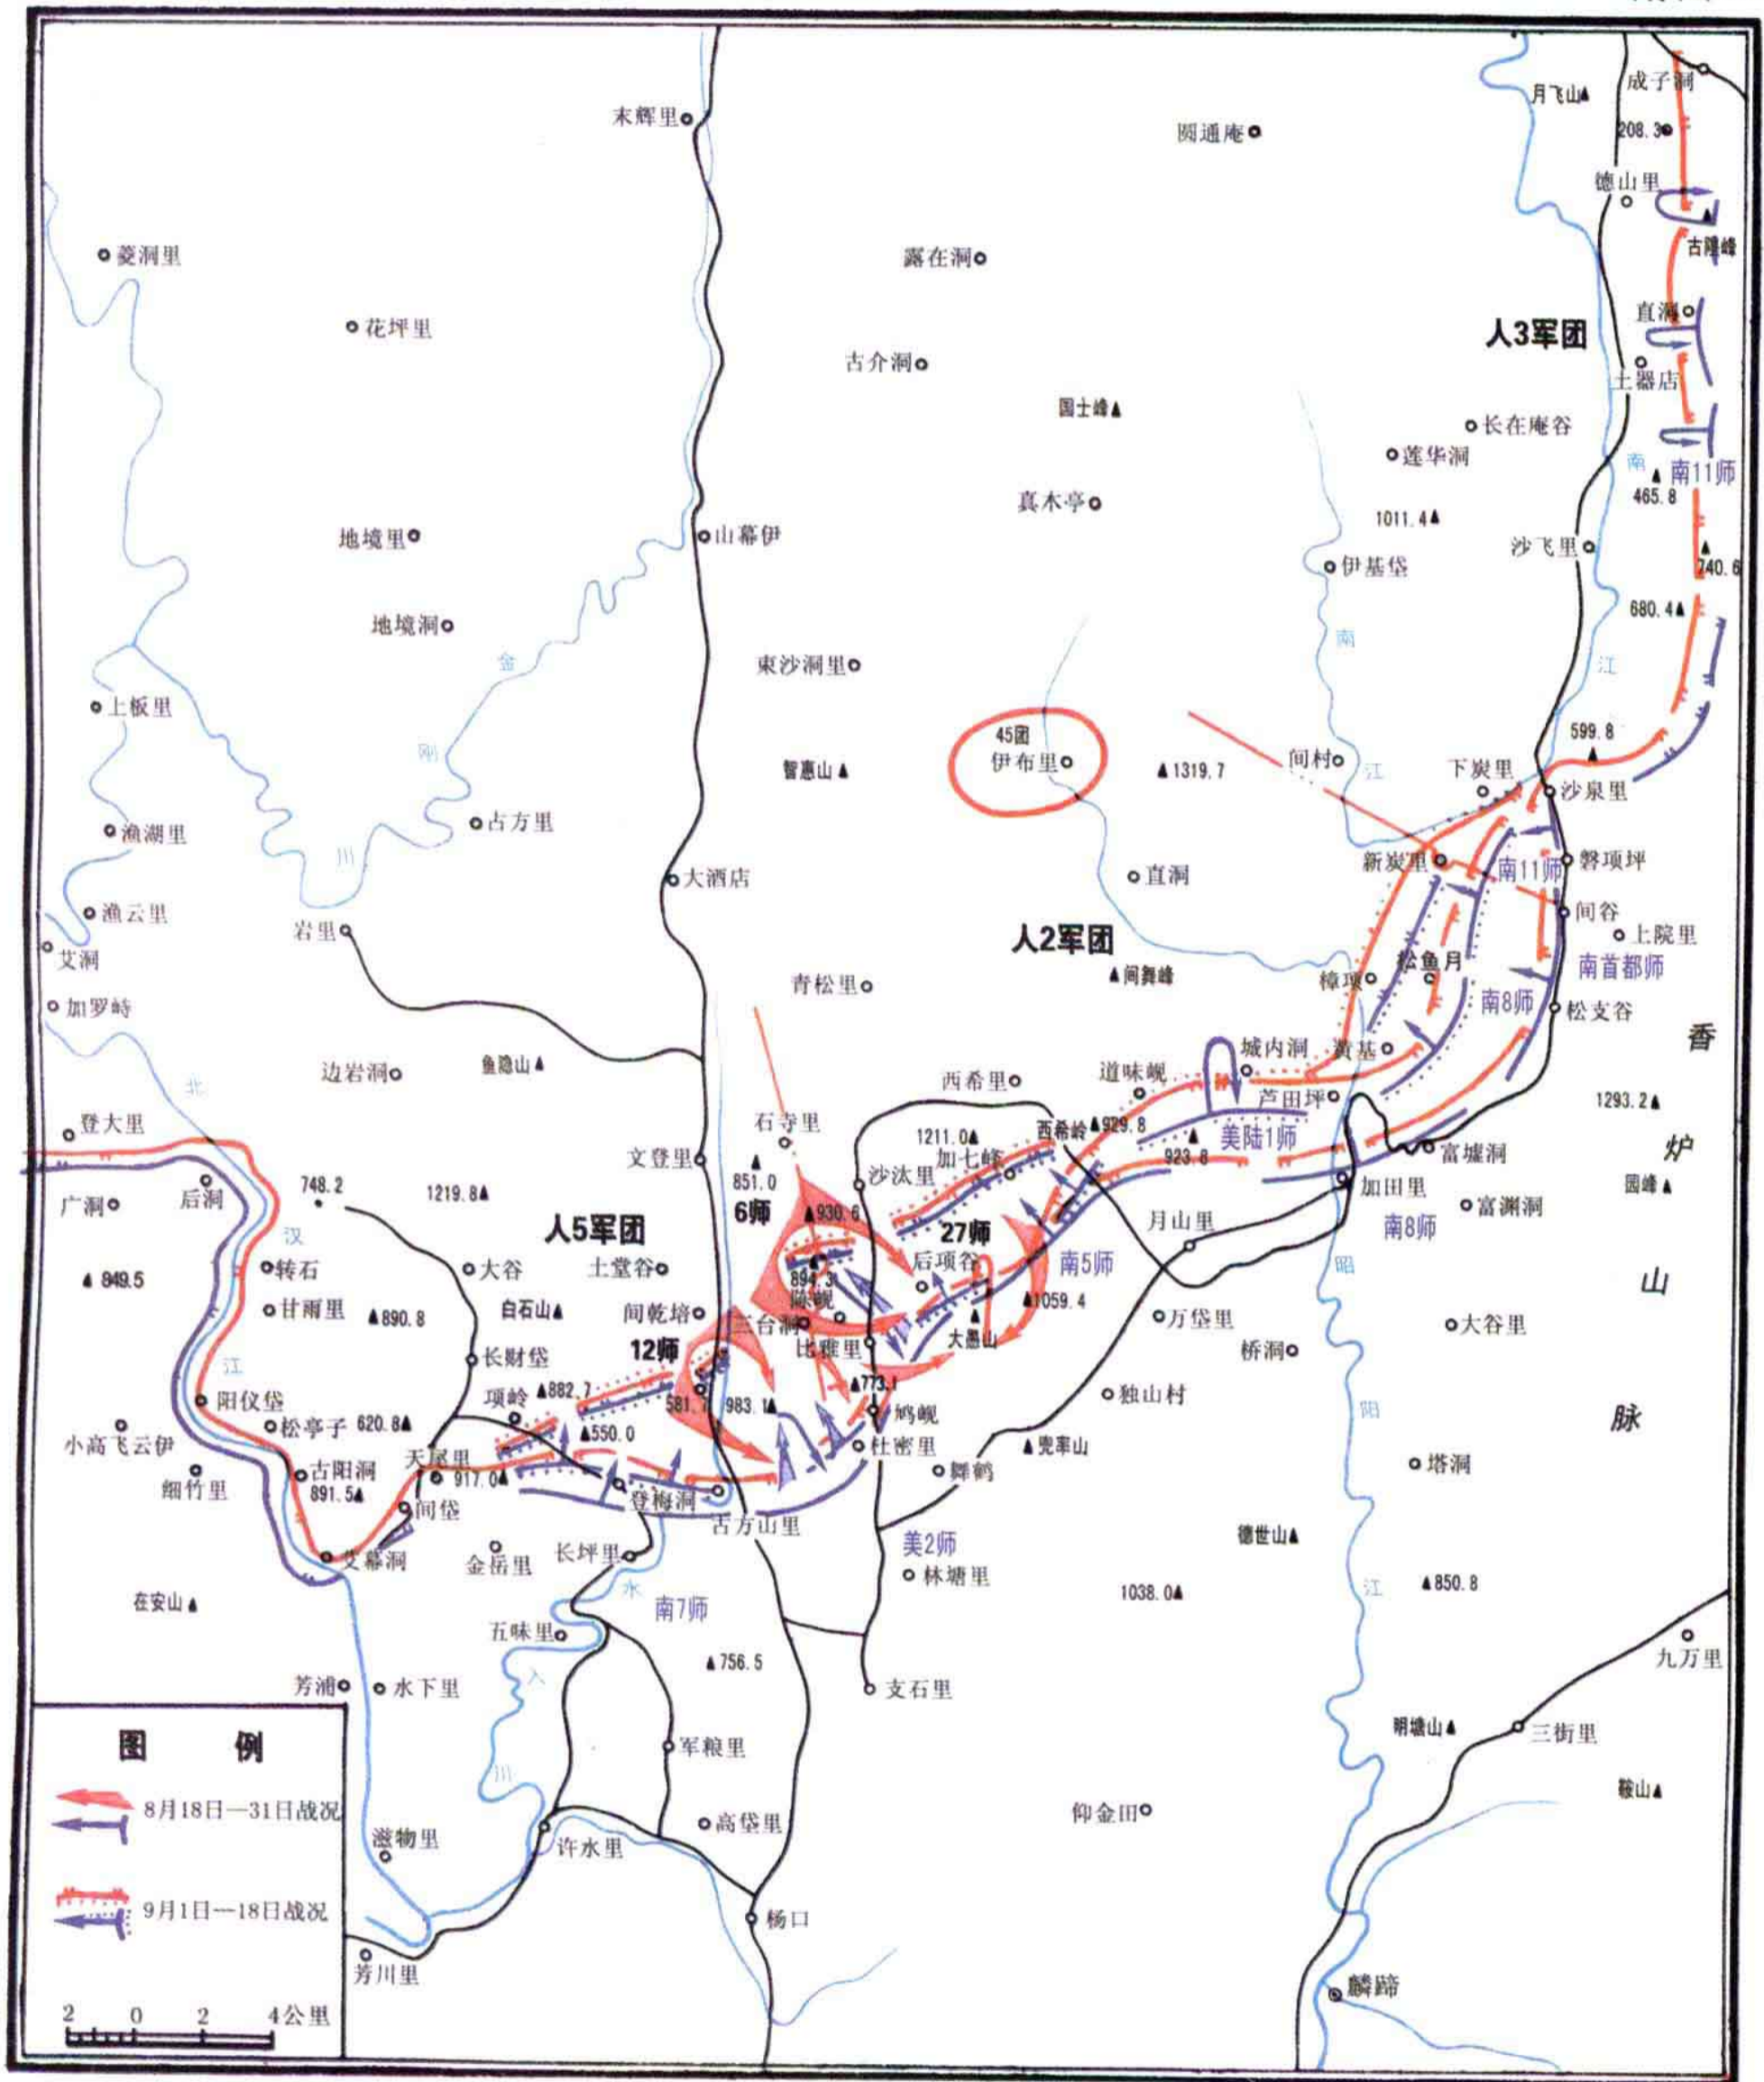 成子洞
月飞山
208.3
末辉里
圆通庵
德山里
菱洞里
露在洞
古隍峰
直洞
花坪里
人3军团
古介洞
土器店
国士峰
长在庵谷
莲华洞
南
南11师
465.8
真木亭
1011.4
地境里
山幕伊
沙飞里
伊基岱
740.6
680.4
地境洞
南
金
東沙洞里
江
上板里
599.8
45团
刚
伊布里
间村
智惠山
1319.7
江
下炭里
沙泉里
占方里
渔湖里
川
新炭里
磐项坪
南11师
大酒店
直洞
渔云里
间谷
岩里
上院里
人2军团
艾洞
松鱼月
南首都师
间舞峰
樟项
青松里
加罗峙
南8师
松支谷
香
城内洞
黄基
鱼隐山
边岩洞
道味岘
西希里
北
芦田坪
1293.2
登大里
石寺里
西希岭
929.8
1211.0
美陆1师
炉
文登里
加七峰
923.8
富墟洞
851.0
沙汰里
后洞
748.2
1219.8
加田里
园峰
广洞
6师
930.6
月山里
富渊洞
人5军团
27师
南8师
汉
转石
大谷
土堂谷
后项谷
南5师
昭
849.5
894.3
山
陈岘
1059.4
甘雨里
890.8
白石山
间乾培
三台洞
万岱里
大谷里
12师
比雅里
大愚山
桥洞
长财岱
江
773.1
项岭
882.7
独山村
阳仪岱
581.7
983.1
鸠岘
阳
脉
松亭子
620.8
550.0
小高飞云伊
杜密里
兜率山
天尾里
古阳洞
917.0
舞鹤
塔洞
细竹里
891.5
登梅洞
间岱
古方山里
德世山
艾幕洞
金岳里
长坪里
美2师
林塘里
水
1038.0
江
850.8
在安山
南7师
五味里
756.5
九万里
芳浦
水下里
入
支石里
明塘山
三街里
图例
军粮里
川
鞍山
8月18日—31日战况
仰金田
高岱里
滋物里
许水里
9月1日—18日战况
杨口
芳川里
麟蹄
2 0 2 4公里